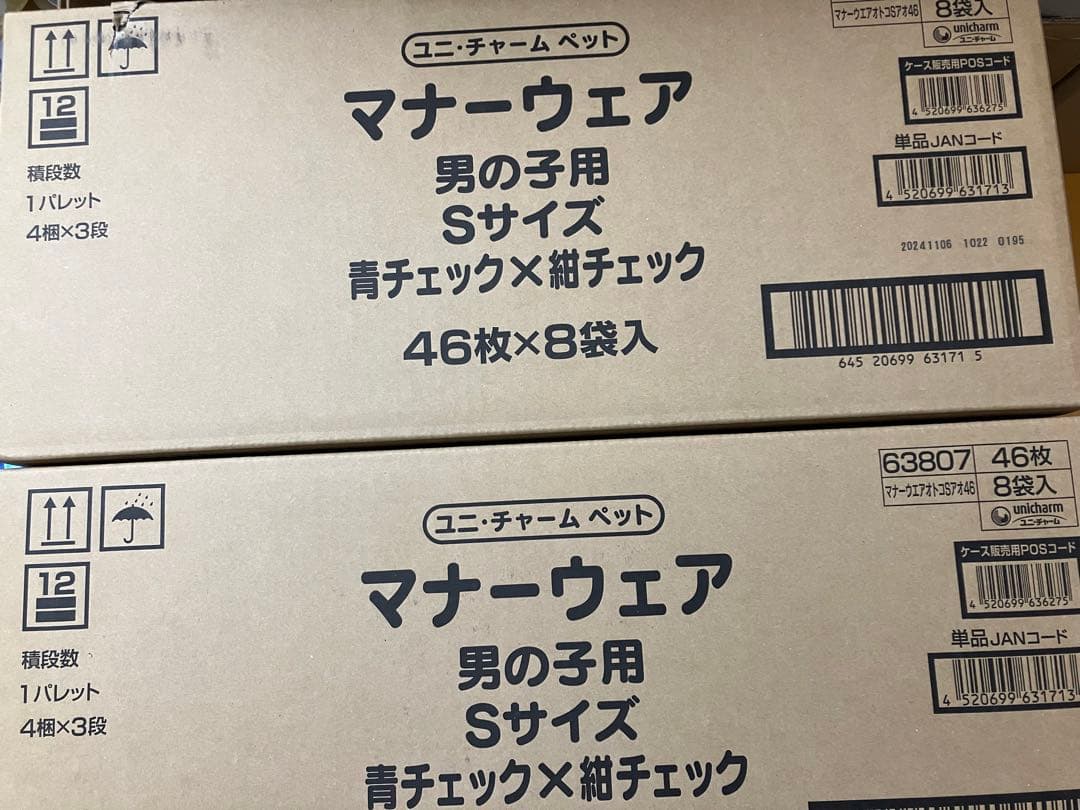 12
積段数
1パレット
4梱×3段
ユニ・チャーム ペット
マナーウェア
男の子用
Sサイズ
青チェック×紺チェック
46枚×8袋入
マナーウエアオトコSアオ46
8袋入
unicharm
ユニ・チャーム
ケース販売用POSコード
4 520699 636275
単品JANコード
4 520699 631713
20241106 1022 0195
645 20699 63171 5
12
積段数
1パレット
4梱×3段
ユニ・チャーム ペット
マナーウェア
男の子用
Sサイズ
青チェック×紺チェック
63807 46枚
マナーウエアオトコSアオ46 8袋入
unicharm
ユニ・チャーム
ケース販売用POSコード
4 520699 636275
単品JANコード
4 520699 631713